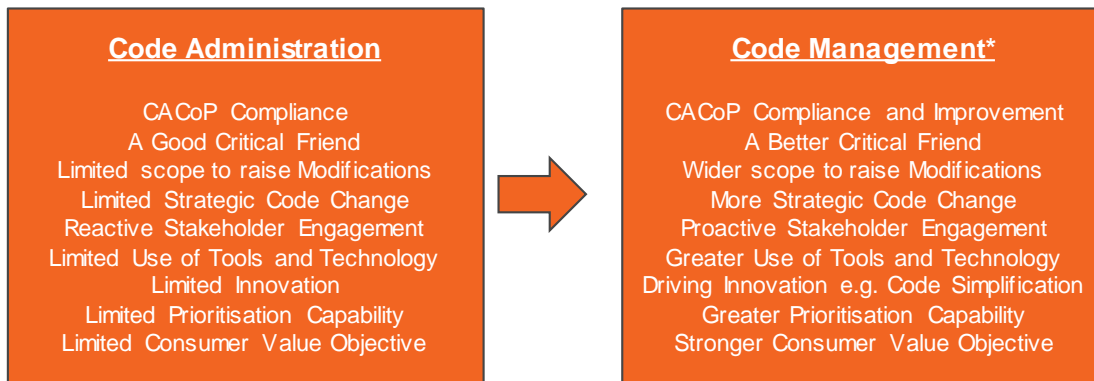 Code Administration
CACoP Compliance
A Good Critical Friend
Limited scope to raise Modifications
Limited Strategic Code Change
Reactive Stakeholder Engagement
Limited Use of Tools and Technology
Limited Innovation
Limited Prioritisation Capability
Limited Consumer Value Objective
Code Management*
CACoP Compliance and Improvement
A Better Critical Friend
Wider scope to raise Modifications
More Strategic Code Change
Proactive Stakeholder Engagement
Greater Use of Tools and Technology
Driving Innovation e.g. Code Simplification
Greater Prioritisation Capability
Stronger Consumer Value Objective